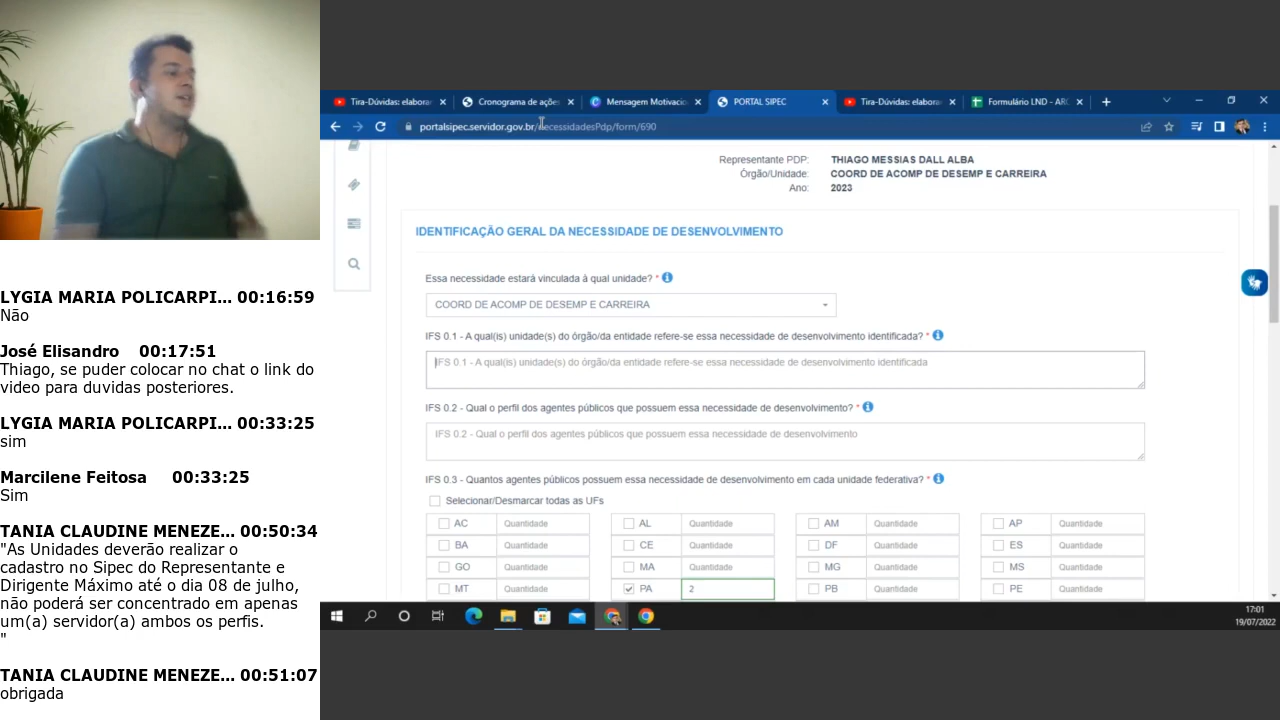 LYGIA MARIA POLICARPI... 00:16:59
Não
José Elisandro 00:17:51
Thiago, se puder colocar no chat o link do
video para duvidas posteriores.
LYGIA MARIA POLICARPI... 00:33:25
sim
Marcilene Feitosa 00:33:25
Sim
TANIA CLAUDINE MENEZE... 00:50:34
"As Unidades deverão realizar o
cadastro no Sipec do Representante e
Dirigente Máximo até o dia 08 de julho,
não poderá ser concentrado em apenas
um(a) servidor(a) ambos os perfis.
"
TANIA CLAUDINE MENEZE... 00:51:07
obrigada
Tira-Dúvidas: elabora Cronograma de açõe Mensagem Motivacio PORTAL SIPEC Tira-Dúvidas: elabora Formulário LND - ARQ
portalsipec.servidor.gov.br/necessidadesPdp/form/690
Representante PDP: THIAGO MESSIAS DALL ALBA
Órgão/Unidade: COORD DE ACOMP DE DESEMP E CARREIRA
Ano: 2023
IDENTIFICAÇÃO GERAL DA NECESSIDADE DE DESENVOLVIMENTO
Essa necessidade estará vinculada à qual unidade? *
COORD DE ACOMP DE DESEMP E CARREIRA
IFS 0.1 - A qual(is) unidade(s) do órgão/da entidade refere-se essa necessidade de desenvolvimento identificada? *
IFS 0.1 - A qual(is) unidade(s) do órgão/da entidade refere-se essa necessidade de desenvolvimento identificada
IFS 0.2 - Qual o perfil dos agentes públicos que possuem essa necessidade de desenvolvimento? *
IFS 0.2 - Qual o perfil dos agentes públicos que possuem essa necessidade de desenvolvimento
IFS 0.3 - Quantos agentes públicos possuem essa necessidade de desenvolvimento em cada unidade federativa? *
Selecionar/Desmarcar todas as UFs
AC Quantidade AL Quantidade AM Quantidade AP Quantidade
BA Quantidade CE Quantidade DF Quantidade ES Quantidade
GO Quantidade MA Quantidade MG Quantidade MS Quantidade
MT Quantidade PA 2 PB Quantidade PE Quantidade
17:01
19/07/2022